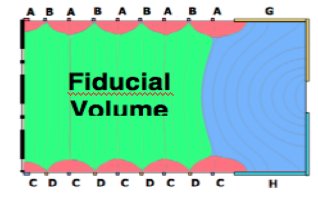 A B A B A B A B A G
Fiducial
Volume
C D C D C D C D C H